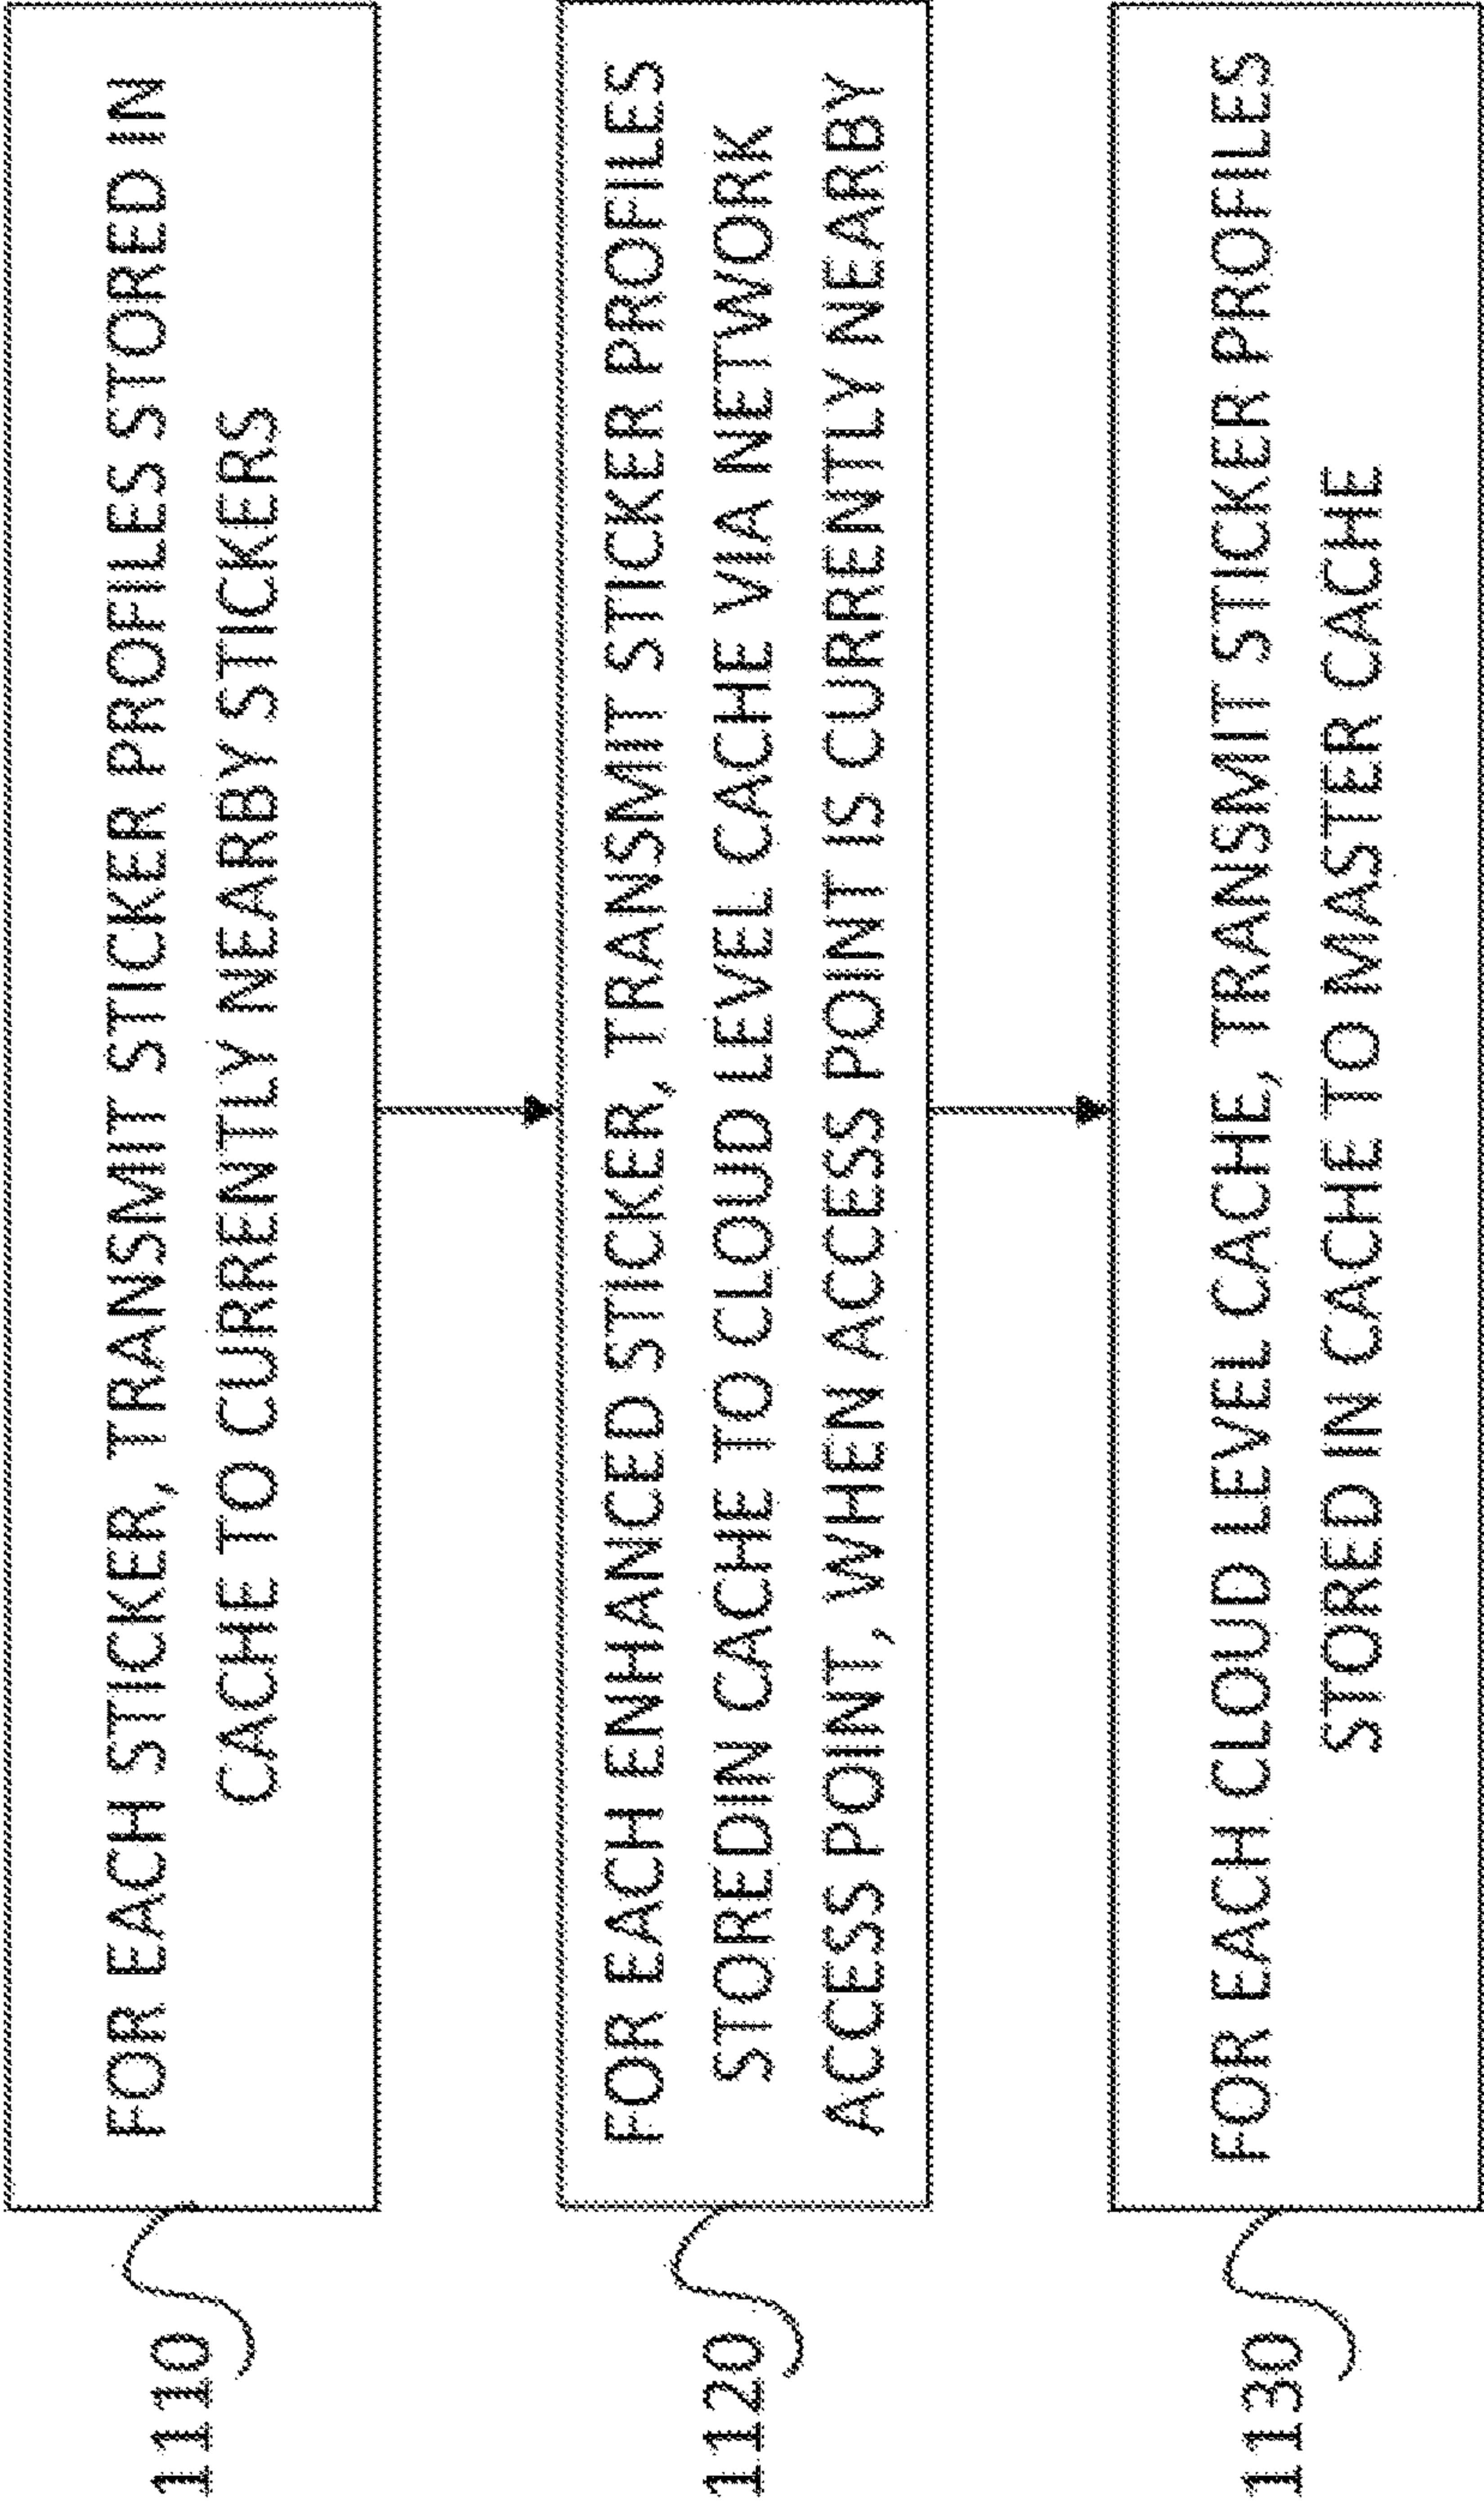 1110
FOR EACH STICKER, TRANSMIT STICKER PROFILES STORED IN
CACHE TO CURRENTLY NEARBY STICKERS
1120
FOR EACH ENHANCED STICKER, TRANSMIT STICKER PROFILES
STOREDIN CACHE TO CLOUD LEVEL CACHE VIA NETWORK
ACCESS POINT, WHEN ACCESS POINT IS CURRENTLY NEARBY
1130
FOR EACH CLOUD LEVEL CACHE, TRANSMIT STICKER PROFILES
STORED IN CACHE TO MASTER CACHE